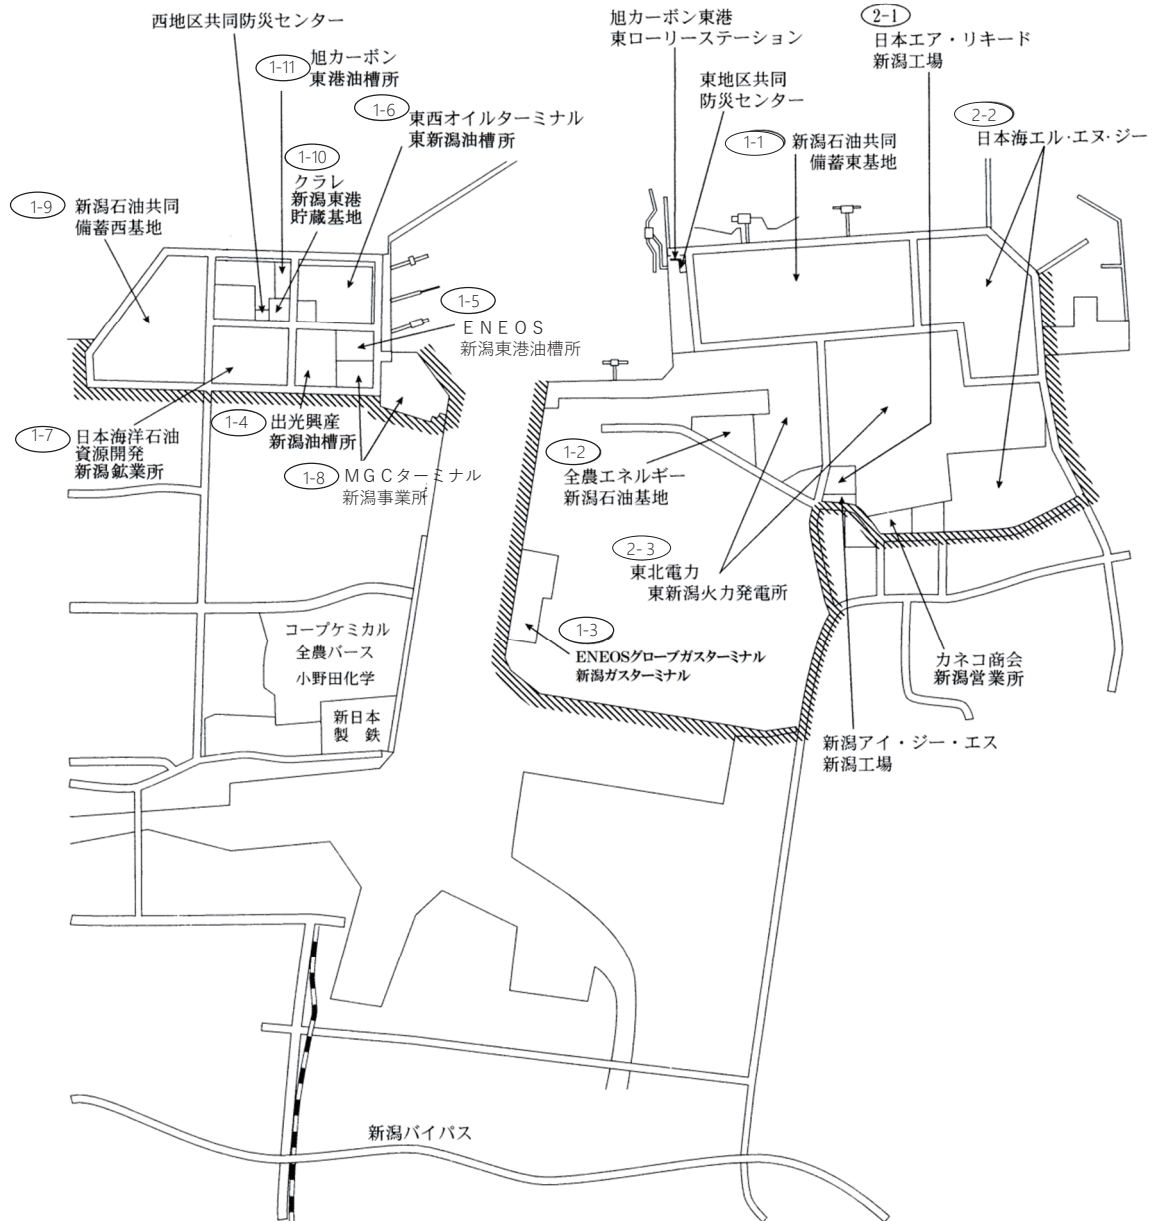 西地区共同防災センター
1-11
旭カーボン
東港油槽所
1-6
東西オイルターミナル
東新潟油槽所
1-10
クラレ
新潟東港
貯蔵基地
1-9
新潟石油共同
備蓄西基地
1-5
ＥＮＥＯＳ
新潟東港油槽所
1-4
出光興産
新潟油槽所
1-7
日本海洋石油
資源開発
新潟鉱業所
1-8
ＭＧＣターミナル
新潟事業所
旭カーボン東港
東ローリーステーション
東地区共同
防災センター
2-1
日本エア・リキード
新潟工場
1-1
新潟石油共同
備蓄東基地
2-2
日本海エル・エヌ・ジー
1-2
全農エネルギー
新潟石油基地
2-3
東北電力
東新潟火力発電所
1-3
ENEOSグローブガスターミナル
新潟ガスターミナル
カネコ商会
新潟営業所
新潟アイ・ジー・エス
新潟工場
コープケミカル
全農バース
小野田化学
新日本
製　鉄
新潟バイパス